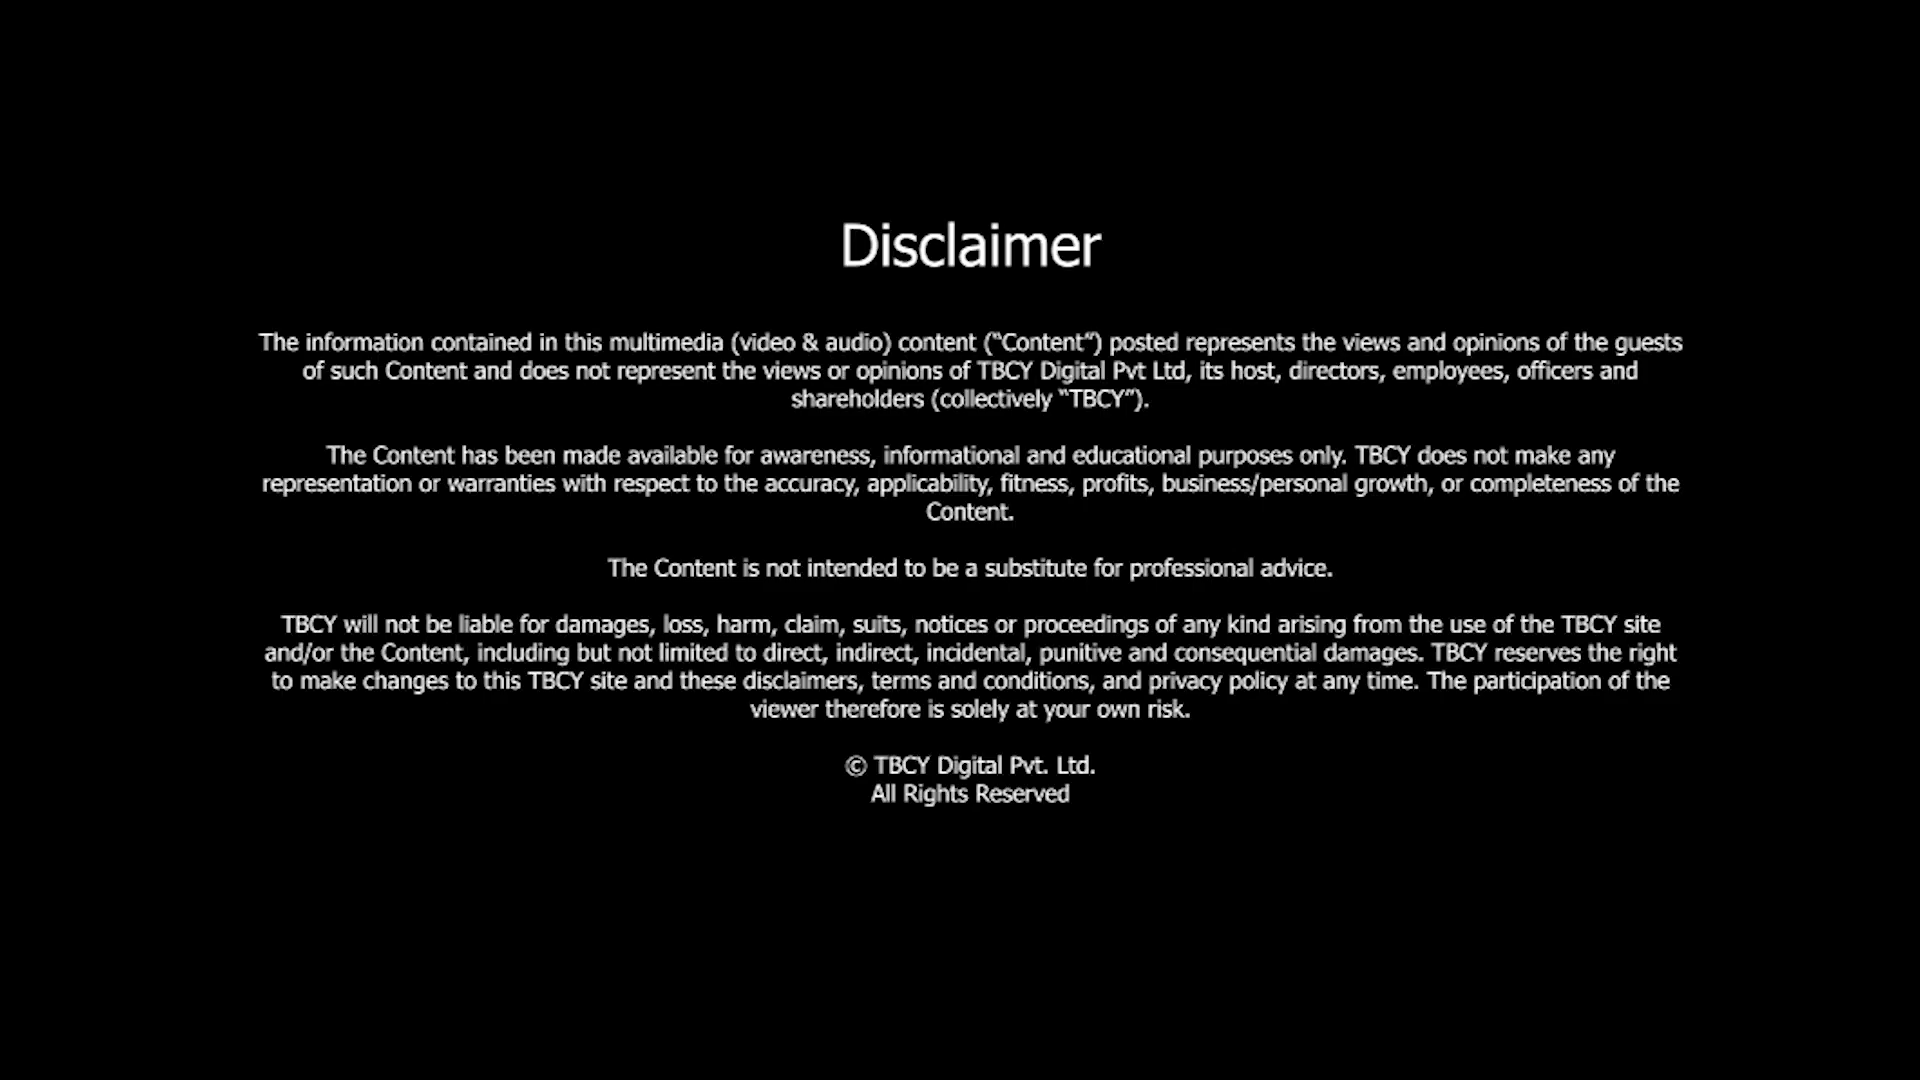 Disclaimer
The information contained in this multimedia (video & audio) content (“Content”) posted represents the views and opinions of the guests
of such Content and does not represent the views or opinions of TBCY Digital Pvt Ltd, its host, directors, employees, officers and
shareholders (collectively “TBCY”).
The Content has been made available for awareness, informational and educational purposes only. TBCY does not make any
representation or warranties with respect to the accuracy, applicability, fitness, profits, business/personal growth, or completeness of the
Content.
The Content is not intended to be a substitute for professional advice.
TBCY will not be liable for damages, loss, harm, claim, suits, notices or proceedings of any kind arising from the use of the TBCY site
and/or the Content, including but not limited to direct, indirect, incidental, punitive and consequential damages. TBCY reserves the right
to make changes to this TBCY site and these disclaimers, terms and conditions, and privacy policy at any time. The participation of the
viewer therefore is solely at your own risk.
© TBCY Digital Pvt. Ltd.
All Rights Reserved